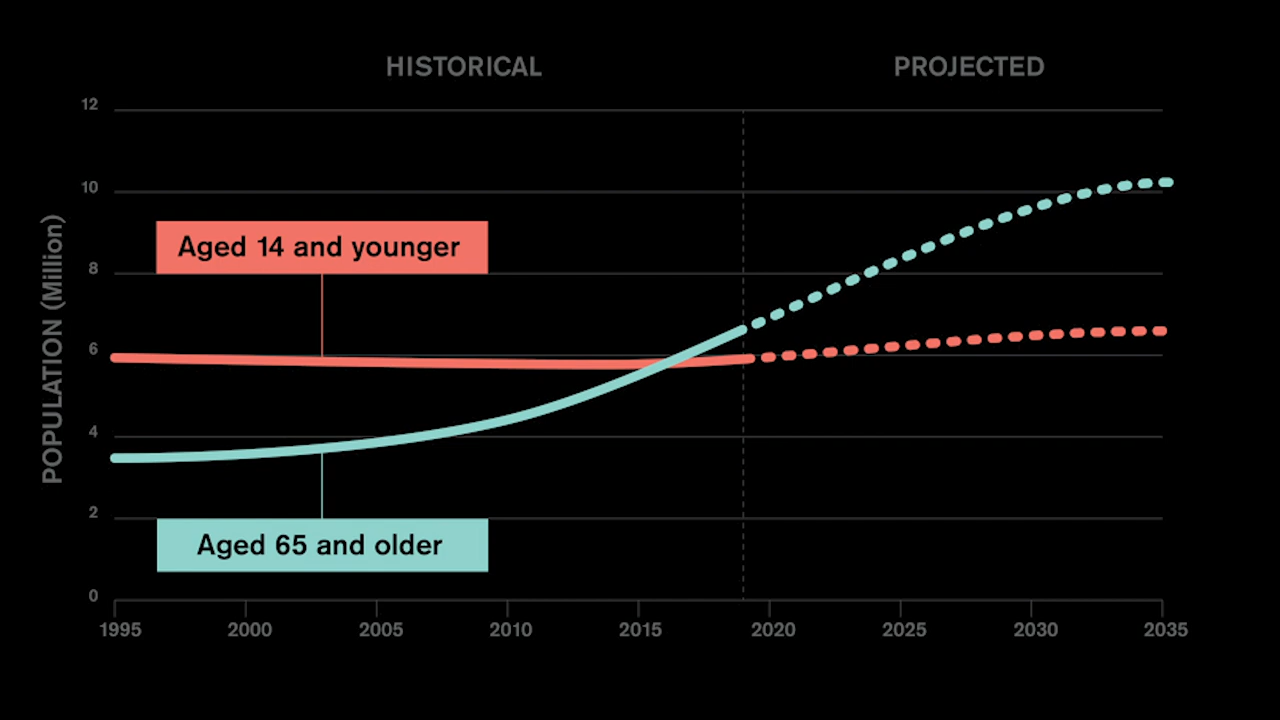 HISTORICAL
PROJECTED
POPULATION (Million)
12
10
8
6
4
2
0
Aged 14 and younger
Aged 65 and older
1995 2000 2005 2010 2015 2020 2025 2030 2035